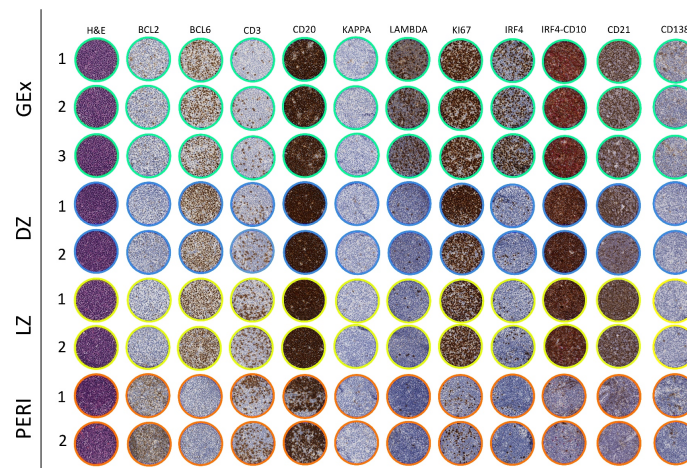 H&E BCL2 BCL6 CD3 CD20 KAPPA LAMBDA KI67 IRF4 IRF4-CD10 CD21 CD138
GEx
1
2
3
DZ
1
2
LZ
1
2
PERI
1
2